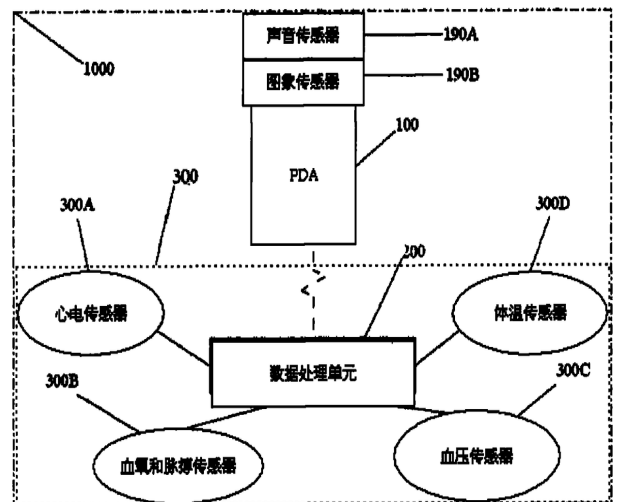 声音传感器
190A
1000
图象传感器
190B
100
PDA
300
300A
300D
200
心电传感器
体温传感器
数据处理单元
300B
300C
血氧和脉搏传感器
血压传感器